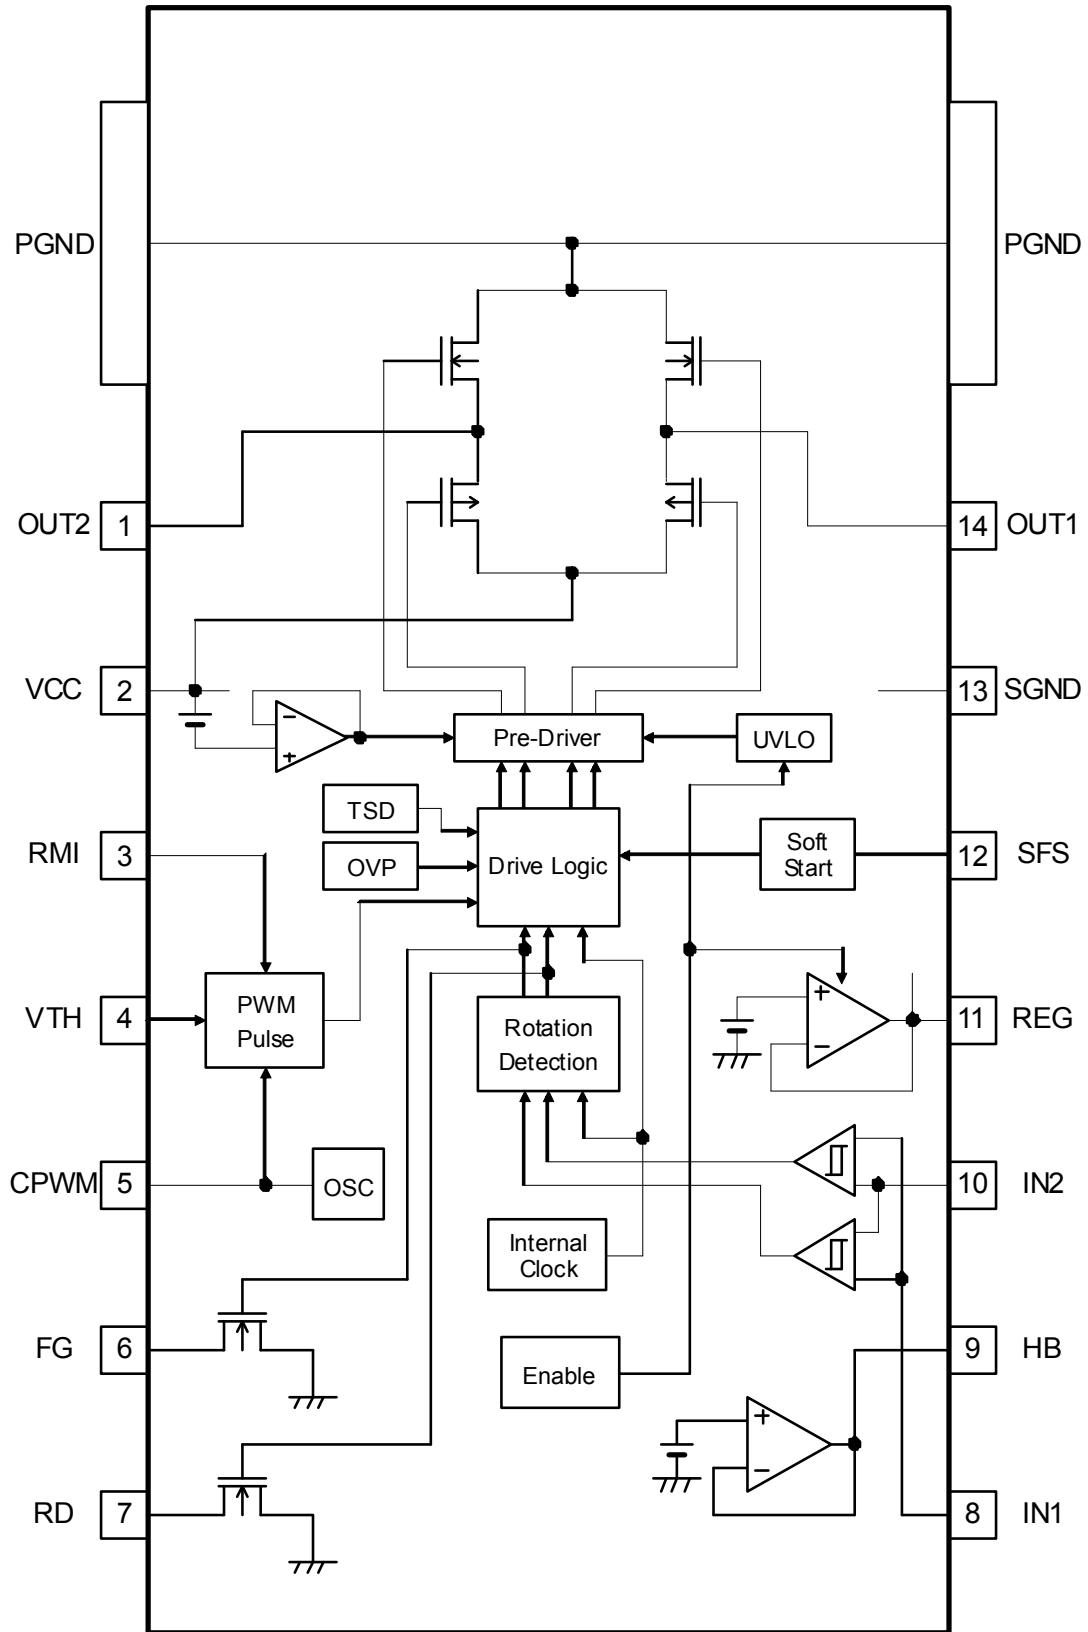 PGND
PGND
OUT2
1
14
OUT1
VCC
2
13
SGND
−
+
Pre-Driver
UVLO
TSD
RMI
3
OVP
Drive Logic
Soft
Start
12
SFS
VTH
4
PWM
Pulse
Rotation
Detection
+
−
11
REG
CPWM
5
OSC
10
IN2
Internal
Clock
FG
6
Enable
9
HB
+
−
RD
7
8
IN1